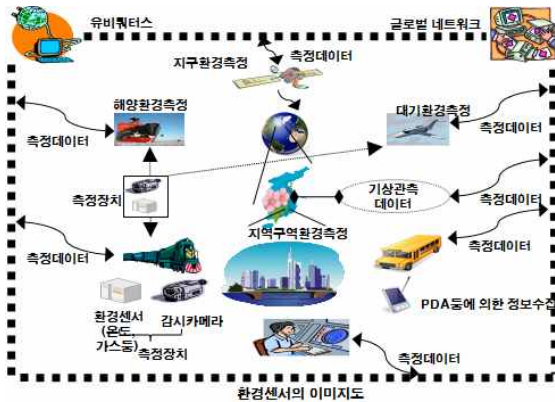 유비쿼터스
글로벌 네트워크
지구환경측정
측정데이터
해양환경측정
대기환경측정
측정데이터
측정데이터
측정장치
기상관측
데이터
측정데이터
지역구역환경측정
측정데이터
측정데이터
환경센서
(온도,
가스등)
감시카메라
측정장치
PDA등에 의한 정보수집
측정데이터
환경센서의 이미지도